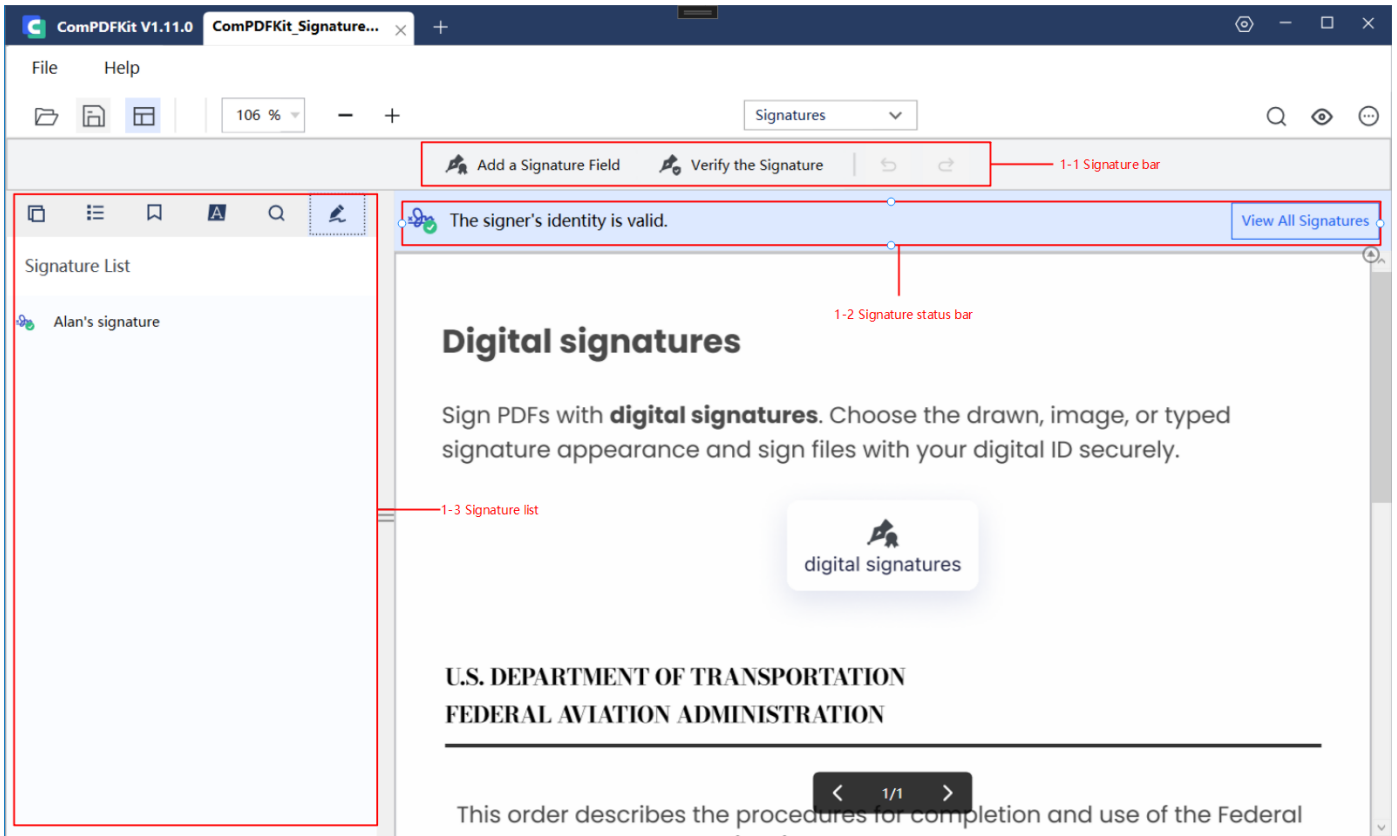 ComPDFKit V1.11.0
ComPDFKit_Signature...
File Help
106 %
Signatures
Add a Signature Field
Verify the Signature
1-1 Signature bar
The signer's identity is valid.
View All Signatures
Signature List
Alan's signature
1-2 Signature status bar
Digital signatures
Sign PDFs with digital signatures. Choose the drawn, image, or typed
signature appearance and sign files with your digital ID securely.
1-3 Signature list
digital signatures
U.S. DEPARTMENT OF TRANSPORTATION
FEDERAL AVIATION ADMINISTRATION
1/1
This order describes the procedures for completion and use of the Federal